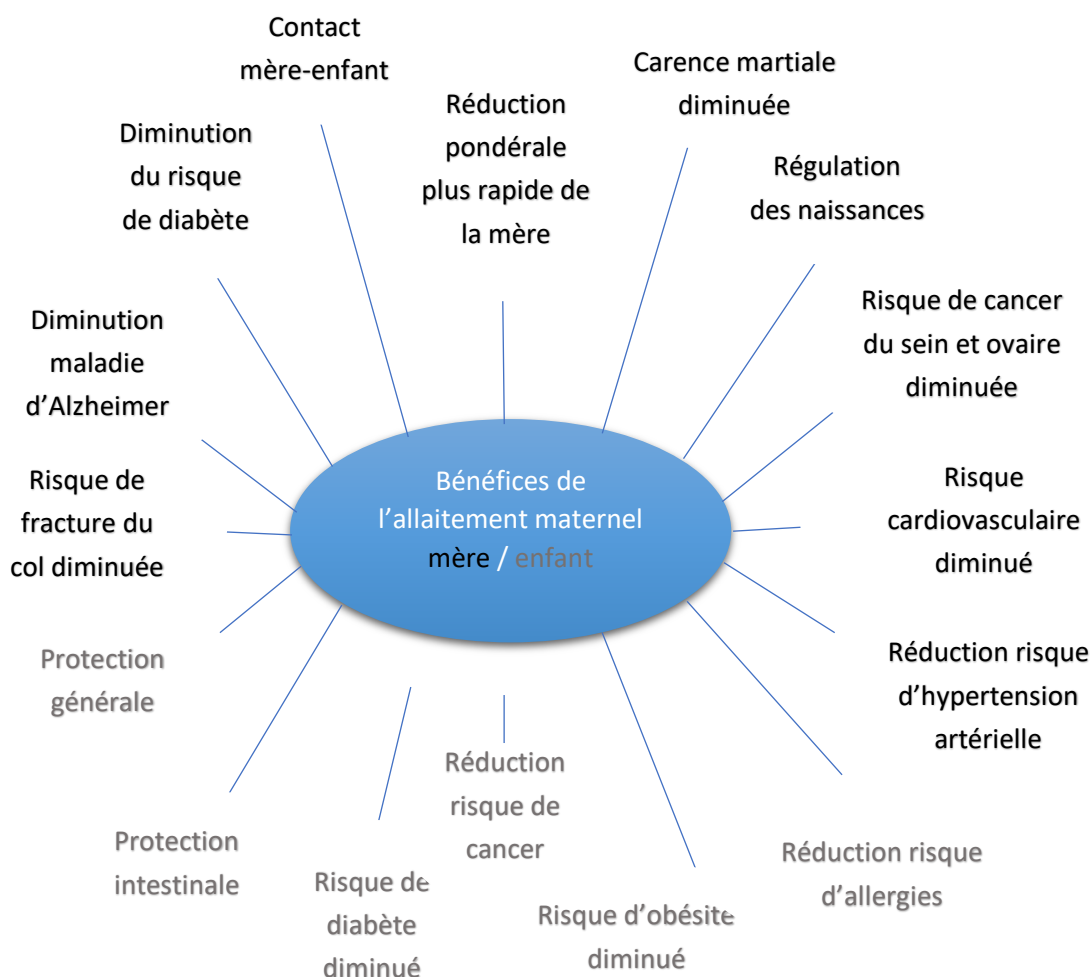 Contact
mère-enfant
Carence martiale
diminuée
Réduction
pondérale
plus rapide de
la mère
Diminution
du risque
de diabète
Régulation
des naissances
Risque de cancer
du sein et ovaire
diminuée
Diminution
maladie
d’Alzheimer
Bénéfices de
l’allaitement maternel
mère / enfant
Risque de
fracture du
col diminuée
Risque
cardiovasculaire
diminué
Protection
générale
Réduction risque
d’hypertension
artérielle
Réduction
risque de
cancer
Protection
intestinale
Réduction risque
d’allergies
Risque de
diabète
diminué
Risque d’obésité
diminué